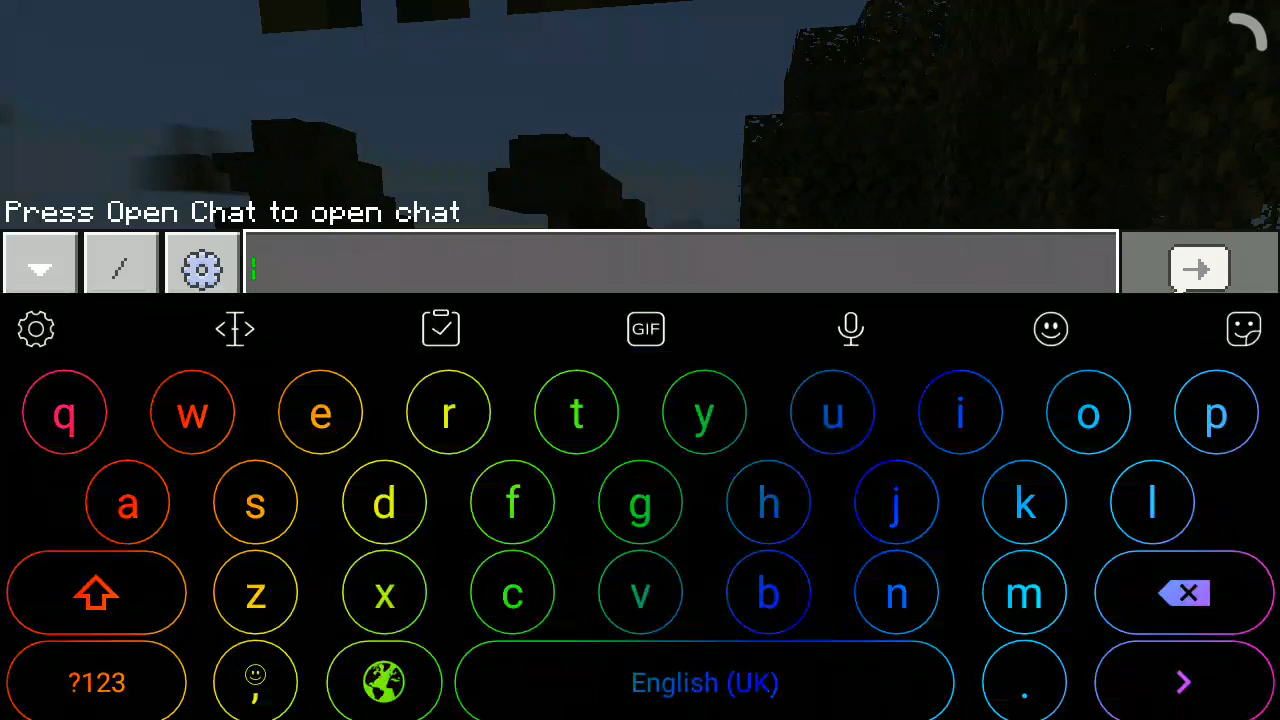 Press Open Chat to open chat
/
GIF
q w e r t y u i o p
a s d f g h j k l
z x c v b n m
?123 , English (UK) .